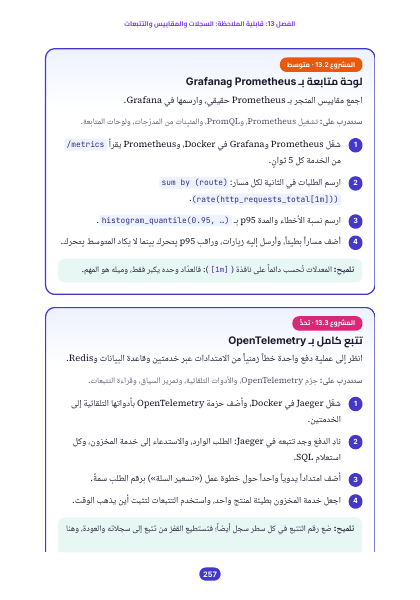 الفصل 13: قابلية الملاحظة: السجلات والمقاييس والتتبعات
المشروع 13.2 · متوسط
لوحة متابعة بـ Prometheus وGrafana
اجمع مقاييس المتجر بـ Prometheus حقيقي، وارسمها في Grafana.
ستتدرب على: تشغيل Prometheus، وPromQL، والمئينات من المدرّجات، ولوحات المتابعة.
1 شغّل Prometheus وGrafana في Docker، وPrometheus يقرأ /metrics
من الخدمة كل 5 ثوانٍ.
2 ارسم الطلبات في الثانية لكل مسار: sum by (route)
(rate(http_requests_total[1m])).
3 ارسم نسبة الأخطاء والمدة p95 بـ histogram_quantile(0.95, …) .
4 أضف مساراً بطيئاً، وأرسل إليه زيارات، وراقب p95 يتحرك بينما لا يكاد المتوسط يتحرك.
تلميح: المعدلات تُحسب دائماً على نافذة ([1m]): فالعدّاد وحده يكبر فقط، وميله هو المهم.
المشروع 13.3 · تحدٍّ
تتبع كامل بـ OpenTelemetry
انظر إلى عملية دفع واحدة خطاً زمنياً من الامتدادات عبر خدمتين وقاعدة البيانات وRedis.
ستتدرب على: حِزم OpenTelemetry، والأدوات التلقائية، وتمرير السياق، وقراءة التتبعات.
1 شغّل Jaeger في Docker، وأضف حزمة OpenTelemetry بأدواتها التلقائية إلى
الخدمتين.
2 نادِ الدفع وجد تتبعه في Jaeger: الطلب الوارد، والاستدعاء إلى خدمة المخزون، وكل
استعلام SQL.
3 أضف امتداداً يدوياً واحداً حول خطوة عمل («تسعير السلة») برقم الطلب سمةً.
4 اجعل خدمة المخزون بطيئة لمنتج واحد، واستخدم التتبعات لتثبت أين يذهب الوقت.
تلميح: ضع رقم التتبع في كل سطر سجل أيضاً؛ فتستطيع القفز من تتبع إلى سجلاته والعودة، وهنا
257